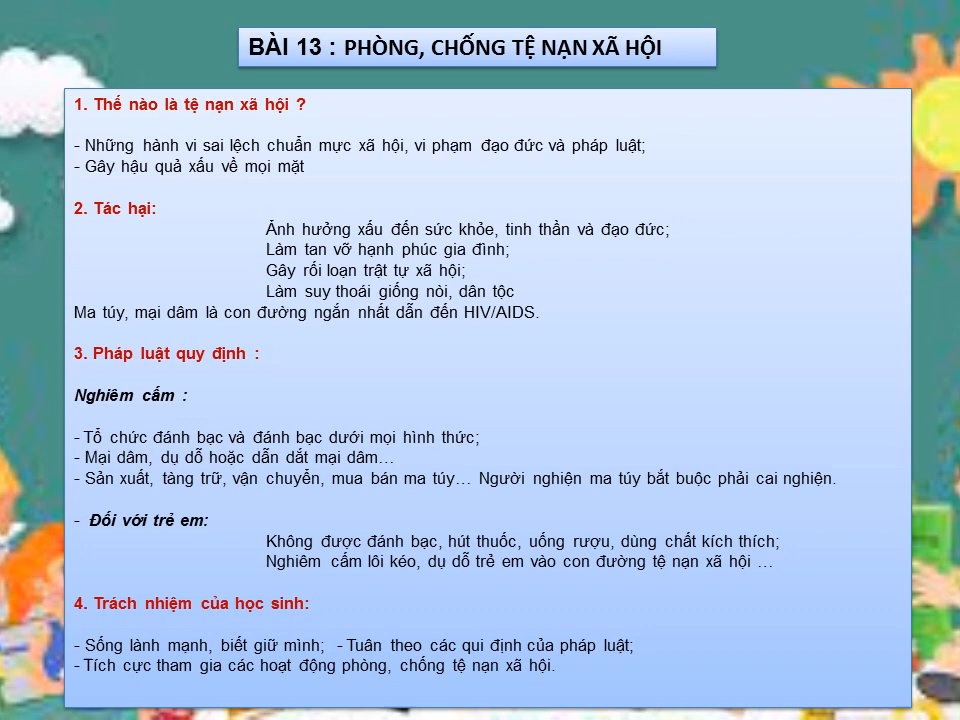 BÀI 13 : PHÒNG, CHỐNG TỆ NẠN XÃ HỘI
1. Thế nào là tệ nạn xã hội ?
- Những hành vi sai lệch chuẩn mực xã hội, vi phạm đạo đức và pháp luật;
- Gây hậu quả xấu về mọi mặt
2. Tác hại:
Ảnh hưởng xấu đến sức khỏe, tinh thần và đạo đức;
Làm tan vỡ hạnh phúc gia đình;
Gây rối loạn trật tự xã hội;
Làm suy thoái giống nòi, dân tộc
Ma túy, mại dâm là con đường ngắn nhất dẫn đến HIV/AIDS.
3. Pháp luật quy định :
Nghiêm cấm :
- Tổ chức đánh bạc và đánh bạc dưới mọi hình thức;
- Mại dâm, dụ dỗ hoặc dẫn dắt mại dâm…
- Sản xuất, tàng trữ, vận chuyển, mua bán ma túy… Người nghiện ma túy bắt buộc phải cai nghiện.
- Đối với trẻ em:
Không được đánh bạc, hút thuốc, uống rượu, dùng chất kích thích;
Nghiêm cấm lôi kéo, dụ dỗ trẻ em vào con đường tệ nạn xã hội …
4. Trách nhiệm của học sinh:
- Sống lành mạnh, biết giữ mình; - Tuân theo các qui định của pháp luật;
- Tích cực tham gia các hoạt động phòng, chống tệ nạn xã hội.